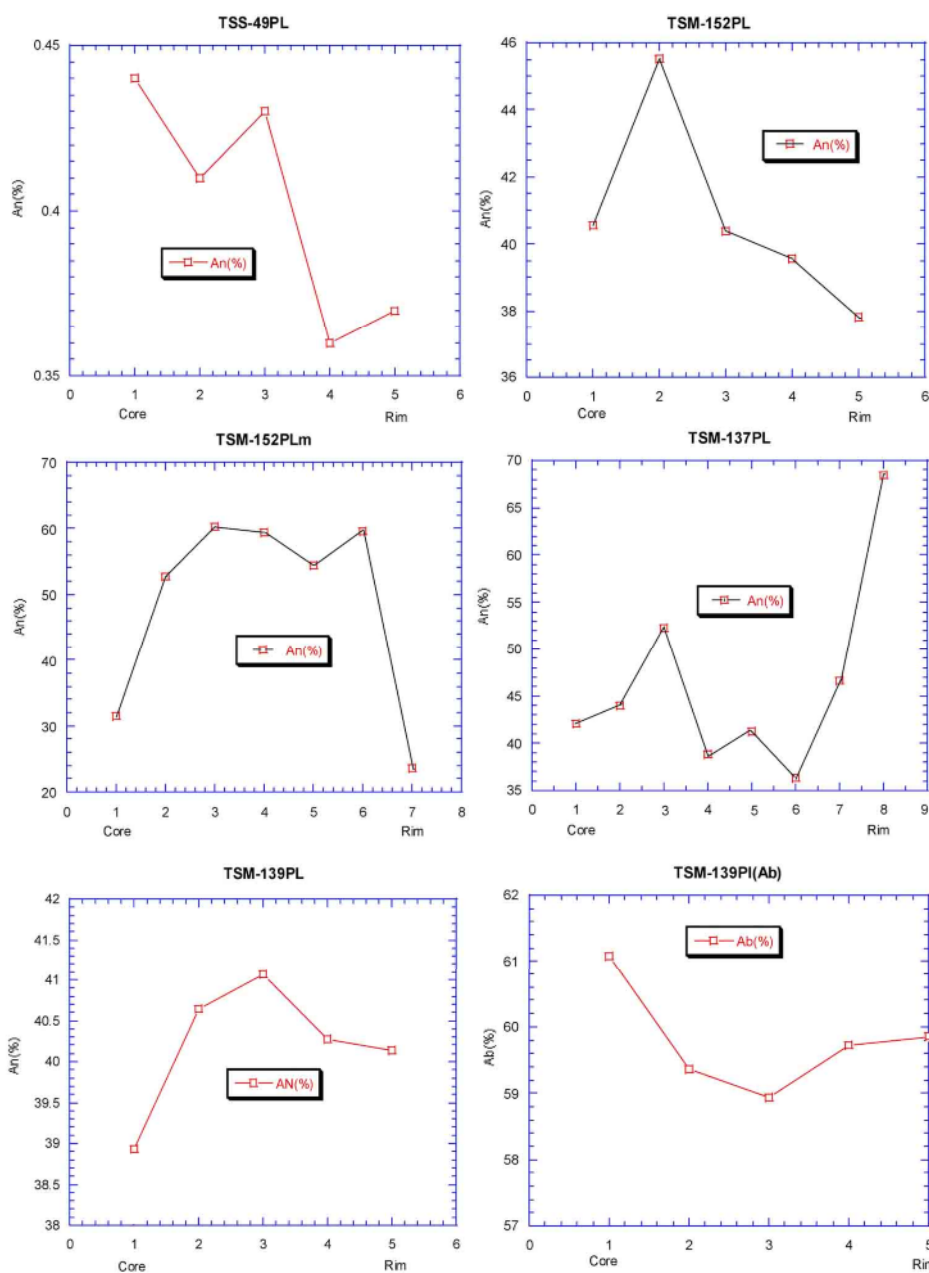 TSS-49PL
0.45
0.4
0.35
An(%)
An(%)
0 1 2 3 4 5 6
Core Rim
TSM-152PL
46
44
42
40
38
36
An(%)
An(%)
0 1 2 3 4 5 6
Core Rim
TSM-152PLm
70
60
50
40
30
20
An(%)
An(%)
0 1 2 3 4 5 6 7 8
Core Rim
TSM-137PL
70
65
60
55
50
45
40
35
An(%)
An(%)
0 1 2 3 4 5 6 7 8 9
Core Rim
TSM-139PL
42
41.5
41
40.5
40
39.5
39
38.5
38
An(%)
AN(%)
0 1 2 3 4 5 6
Core Rim
TSM-139Pl(Ab)
62
61
60
59
58
57
Ab(%)
Ab(%)
0 1 2 3 4 5
Core Rim